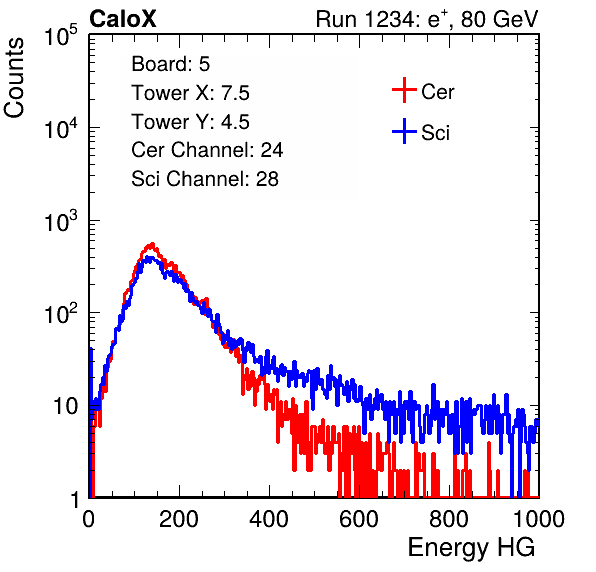 CaloX Run 1234: e⁺, 80 GeV
Counts
10⁵
10⁴
10³
10²
10
1
Board: 5
Tower X: 7.5
Tower Y: 4.5
Cer Channel: 24
Sci Channel: 28
Cer
Sci
0 200 400 600 800 1000
Energy HG